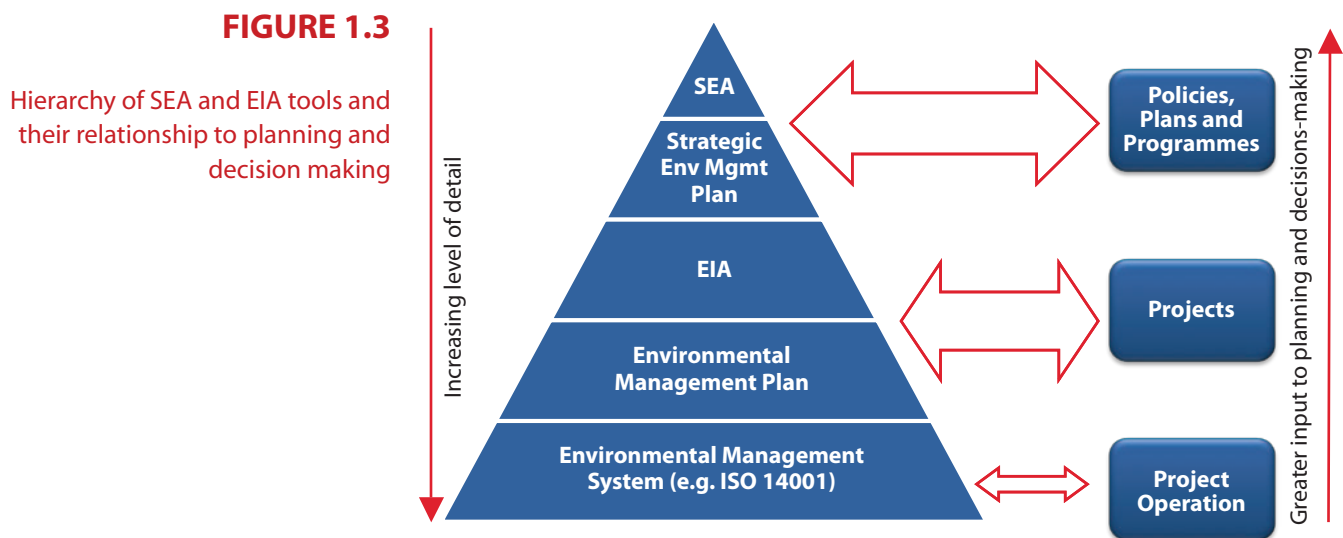 FIGURE 1.3
Hierarchy of SEA and EIA tools and
their relationship to planning and
decision making
Increasing level of detail
SEA
Strategic
Env Mgmt
Plan
EIA
Environmental
Management Plan
Environmental Management
System (e.g. ISO 14001)
Policies,
Plans and
Programmes
Projects
Project
Operation
Greater input to planning and decisions-making